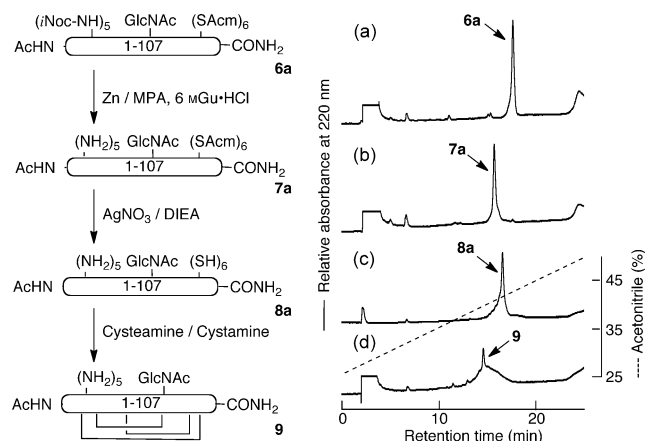 (iNoc-NH)5 GlcNAc (SAcm)6
AcHN 1-107 CONH2
6a
Zn / MPA, 6 MGu•HCl
(NH2)5 GlcNAc (SAcm)6
AcHN 1-107 CONH2
7a
AgNO3 / DIEA
(NH2)5 GlcNAc (SH)6
AcHN 1-107 CONH2
8a
Cysteamine / Cystamine
(NH2)5 GlcNAc
AcHN 1-107 CONH2
9
Relative absorbance at 220 nm
(a) 6a
(b) 7a
(c) 8a
(d) 9
45
35
25
---- Acetonitrile (%)
0 10 20
Retention time (min)